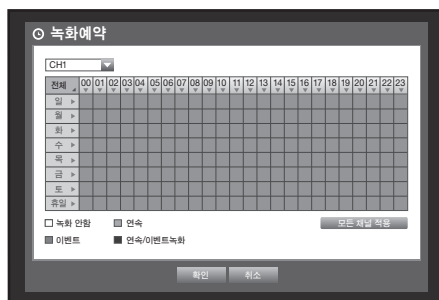 녹화예약
CH1
전체 00 01 02 03 04 05 06 07 08 09 10 11 12 13 14 15 16 17 18 19 20 21 22 23
일
월
화
수
목
금
토
휴일
녹화 안함 연속 모든 채널 적용
이벤트 연속/이벤트녹화
확인 취소